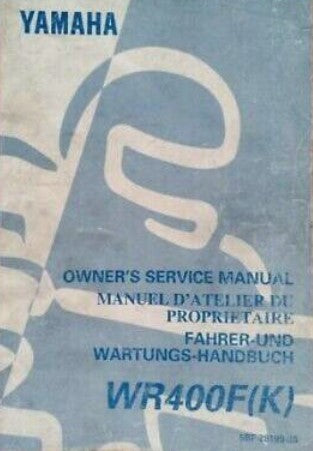 YAMAHA
OWNER'S SERVICE MANUAL
MANUEL D'ATELIER DU
PROPRIETAIRE
FAHRER-UND
WARTUNGS-HANDBUCH
WR400F(K)